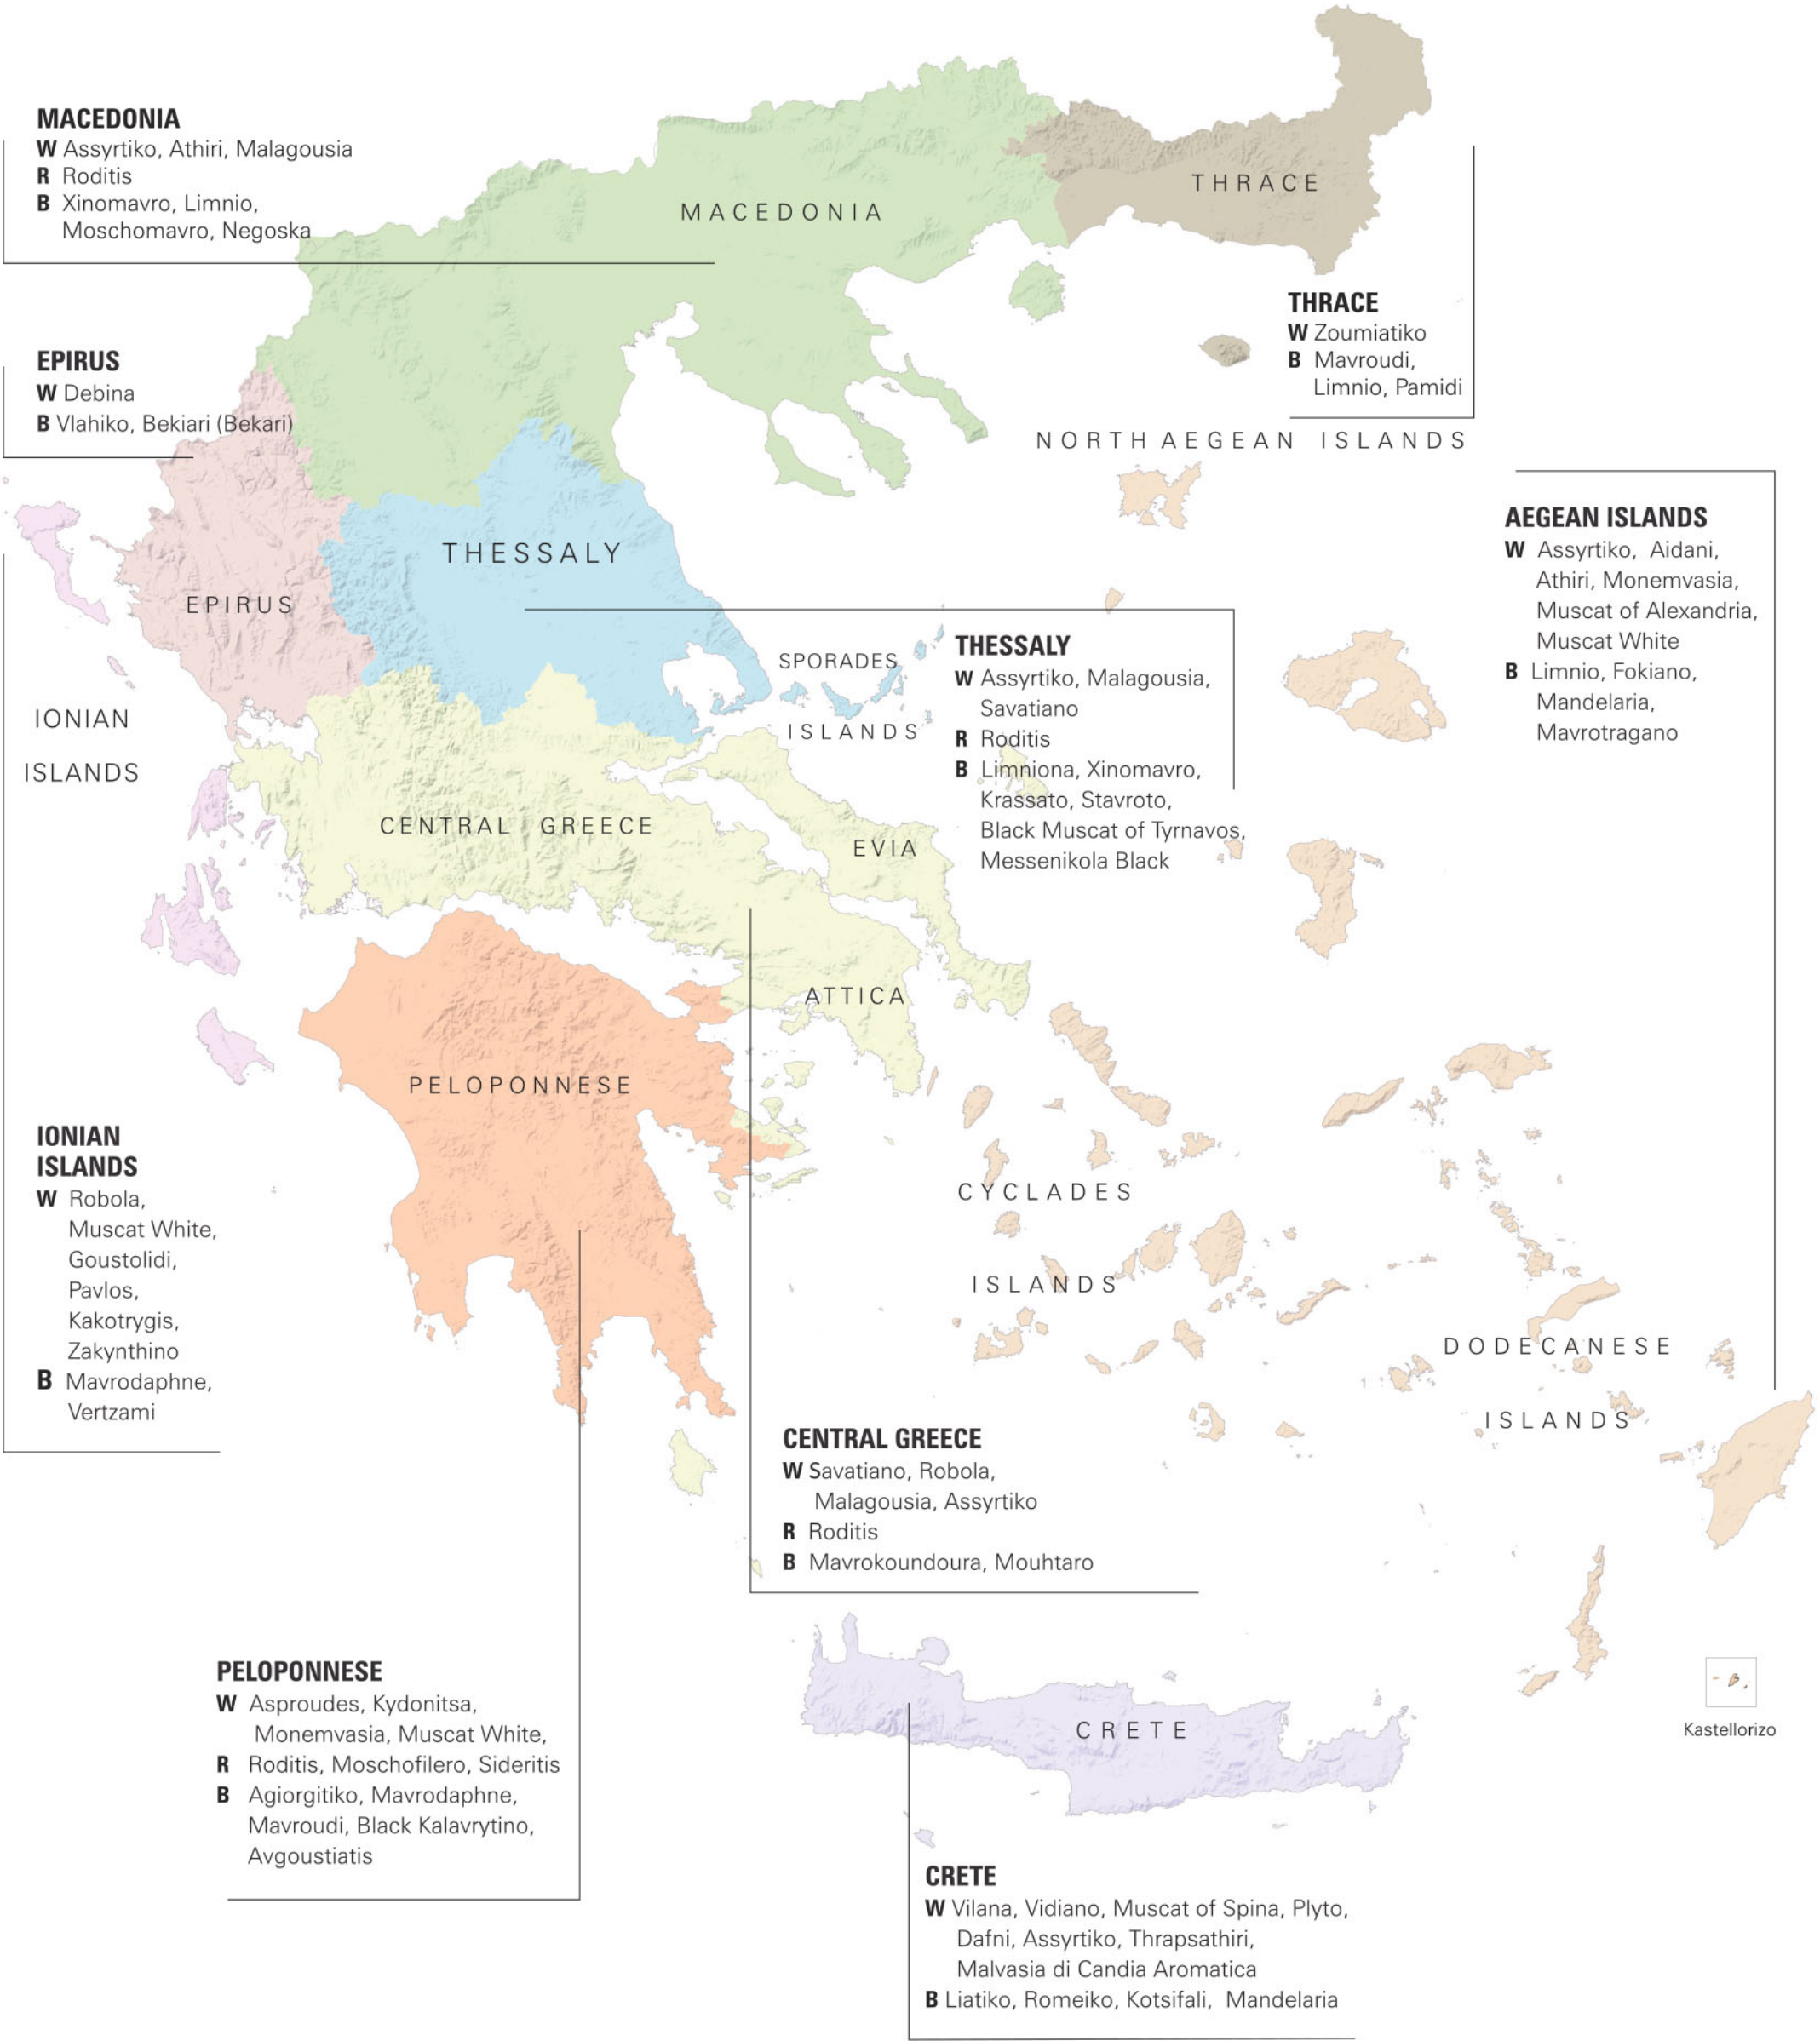 MACEDONIA
W Assyrtiko, Athiri, Malagousia
R Roditis
B Xinomavro, Limnio,
Moschomavro, Negoska
MACEDONIA
THRACE
THRACE
W Zoumiatiko
B Mavroudi,
Limnio, Pamidi
EPIRUS
W Debina
B Vlahiko, Bekiari (Bekari)
NORTH AEGEAN ISLANDS
AEGEAN ISLANDS
W Assyrtiko, Aidani,
Athiri, Monemvasia,
Muscat of Alexandria,
Muscat White
B Limnio, Fokiano,
Mandelaria,
Mavrotragano
THESSALY
EPIRUS
SPORADES
ISLANDS
THESSALY
W Assyrtiko, Malagousia,
Savatiano
R Roditis
B Limniona, Xinomavro,
Krassato, Stavroto,
Black Muscat of Tyrnavos,
Messenikola Black
IONIAN
ISLANDS
CENTRAL GREECE
EVIA
ATTICA
PELOPONNESE
IONIAN
ISLANDS
W Robola,
Muscat White,
Goustolidi,
Pavlos,
Kakotrygis,
Zakynthino
B Mavrodaphne,
Vertzami
CYCLADES
ISLANDS
DODECANESE
ISLANDS
CENTRAL GREECE
W Savatiano, Robola,
Malagousia, Assyrtiko
R Roditis
B Mavrokoundoura, Mouhtaro
PELOPONNESE
W Asproudes, Kydonitsa,
Monemvasia, Muscat White,
R Roditis, Moschofilero, Sideritis
B Agiorgitiko, Mavrodaphne,
Mavroudi, Black Kalavrytino,
Avgoustiatis
CRETE
Kastellorizo
CRETE
W Vilana, Vidiano, Muscat of Spina, Plyto,
Dafni, Assyrtiko, Thrapsathiri,
Malvasia di Candia Aromatica
B Liatiko, Romeiko, Kotsifali, Mandelaria